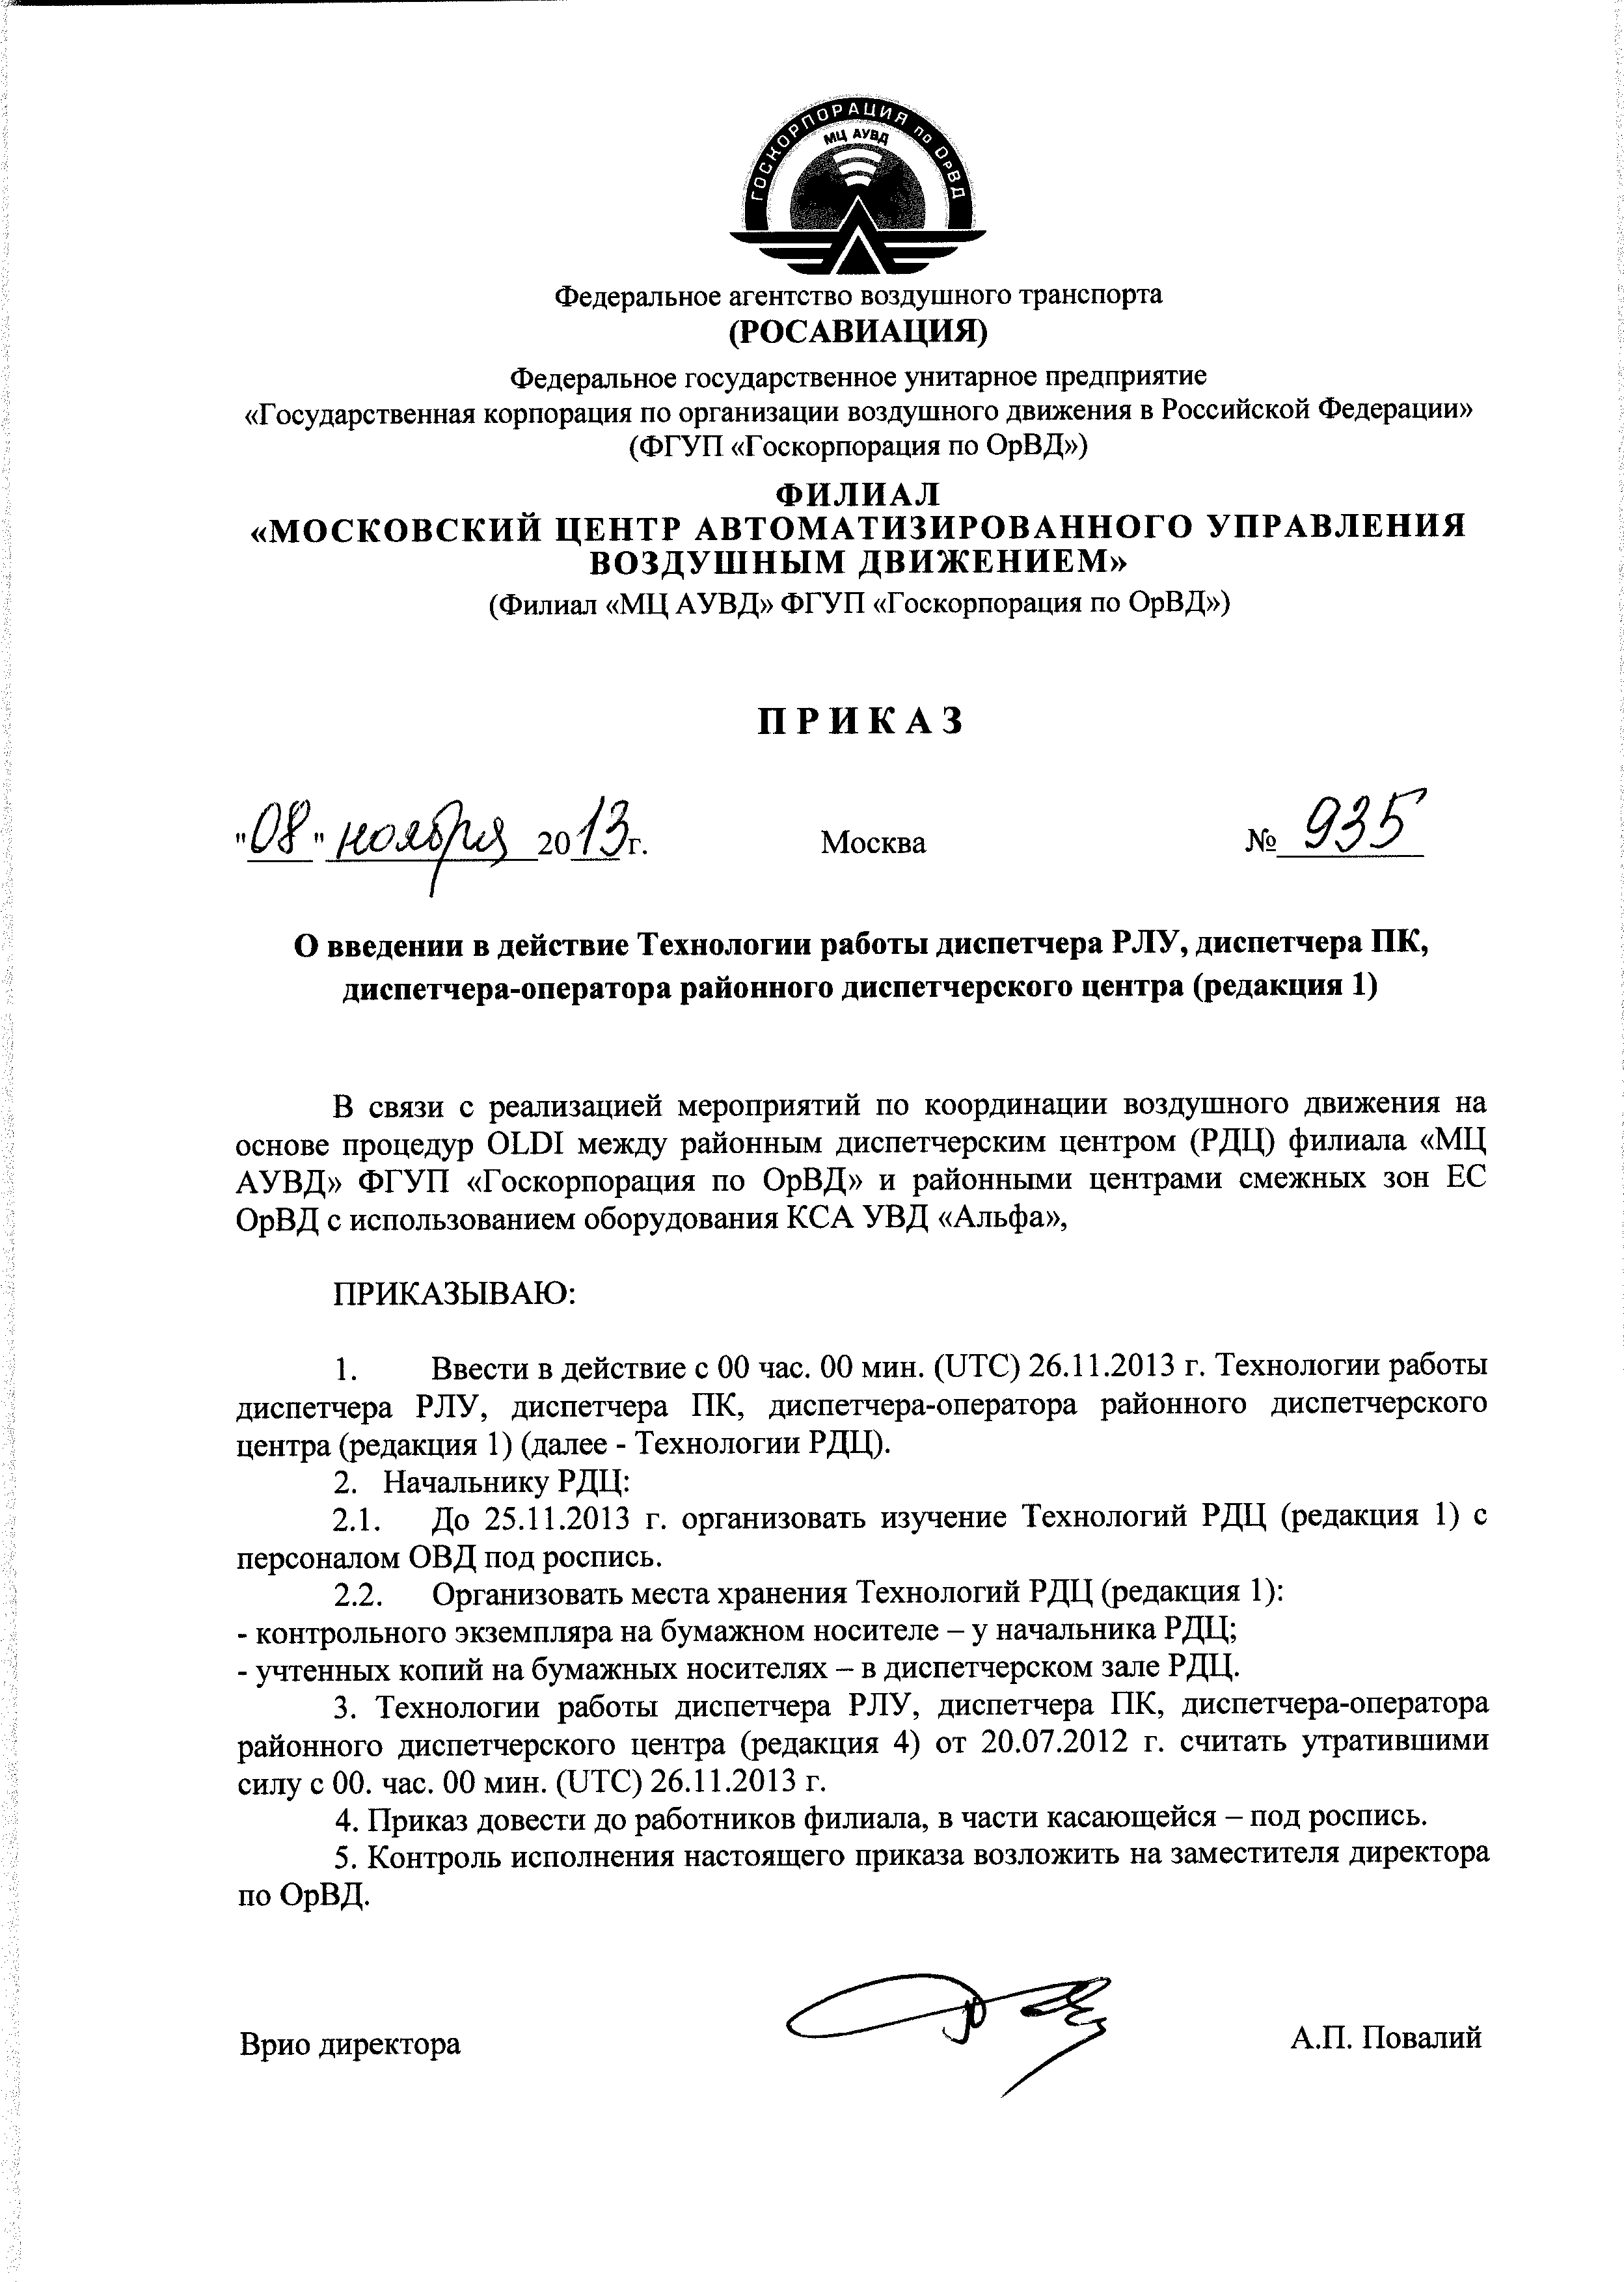 ГОСКОРПОРАЦИЯ по ОрВД
МЦ АУВД
Федеральное агентство воздушного транспорта
(РОСАВИАЦИЯ)
Федеральное государственное унитарное предприятие
«Государственная корпорация по организации воздушного движения в Российской Федерации»
(ФГУП «Госкорпорация по ОрВД»)
ФИЛИАЛ
«МОСКОВСКИЙ ЦЕНТР АВТОМАТИЗИРОВАННОГО УПРАВЛЕНИЯ
ВОЗДУШНЫМ ДВИЖЕНИЕМ»
(Филиал «МЦ АУВД» ФГУП «Госкорпорация по ОрВД»)
П Р И К А З
"08" ноября 2013г. Москва № 935
О введении в действие Технологии работы диспетчера РЛУ, диспетчера ПК,
диспетчера-оператора районного диспетчерского центра (редакция 1)
В связи с реализацией мероприятий по координации воздушного движения на
основе процедур OLDI между районным диспетчерским центром (РДЦ) филиала «МЦ
АУВД» ФГУП «Госкорпорация по ОрВД» и районными центрами смежных зон ЕС
ОрВД с использованием оборудования КСА УВД «Альфа»,
ПРИКАЗЫВАЮ:
1. Ввести в действие с 00 час. 00 мин. (UTC) 26.11.2013 г. Технологии работы
диспетчера РЛУ, диспетчера ПК, диспетчера-оператора районного диспетчерского
центра (редакция 1) (далее - Технологии РДЦ).
2. Начальнику РДЦ:
2.1. До 25.11.2013 г. организовать изучение Технологий РДЦ (редакция 1) с
персоналом ОВД под роспись.
2.2. Организовать места хранения Технологий РДЦ (редакция 1):
- контрольного экземпляра на бумажном носителе – у начальника РДЦ;
- учтенных копий на бумажных носителях – в диспетчерском зале РДЦ.
3. Технологии работы диспетчера РЛУ, диспетчера ПК, диспетчера-оператора
районного диспетчерского центра (редакция 4) от 20.07.2012 г. считать утратившими
силу с 00. час. 00 мин. (UTC) 26.11.2013 г.
4. Приказ довести до работников филиала, в части касающейся – под роспись.
5. Контроль исполнения настоящего приказа возложить на заместителя директора
по ОрВД.
Врио директора А.П. Повалий